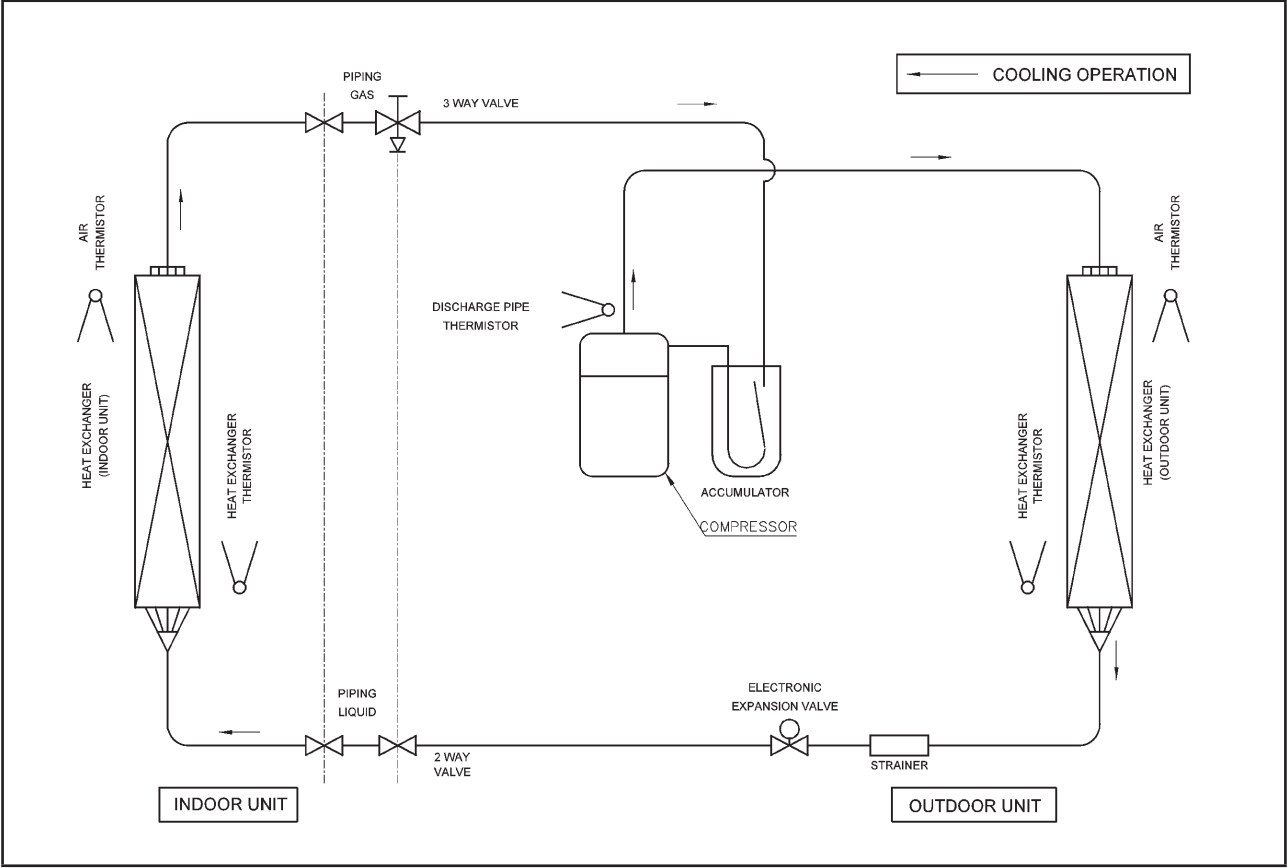 COOLING OPERATION
PIPING
GAS
3 WAY VALVE
AIR
THERMISTOR
AIR
THERMISTOR
DISCHARGE PIPE
THERMISTOR
HEAT EXCHANGER
(INDOOR UNIT)
HEAT EXCHANGER
THERMISTOR
HEAT EXCHANGER
THERMISTOR
HEAT EXCHANGER
(OUTDOOR UNIT)
ACCUMULATOR
COMPRESSOR
PIPING
LIQUID
2 WAY
VALVE
ELECTRONIC
EXPANSION VALVE
STRAINER
INDOOR UNIT
OUTDOOR UNIT